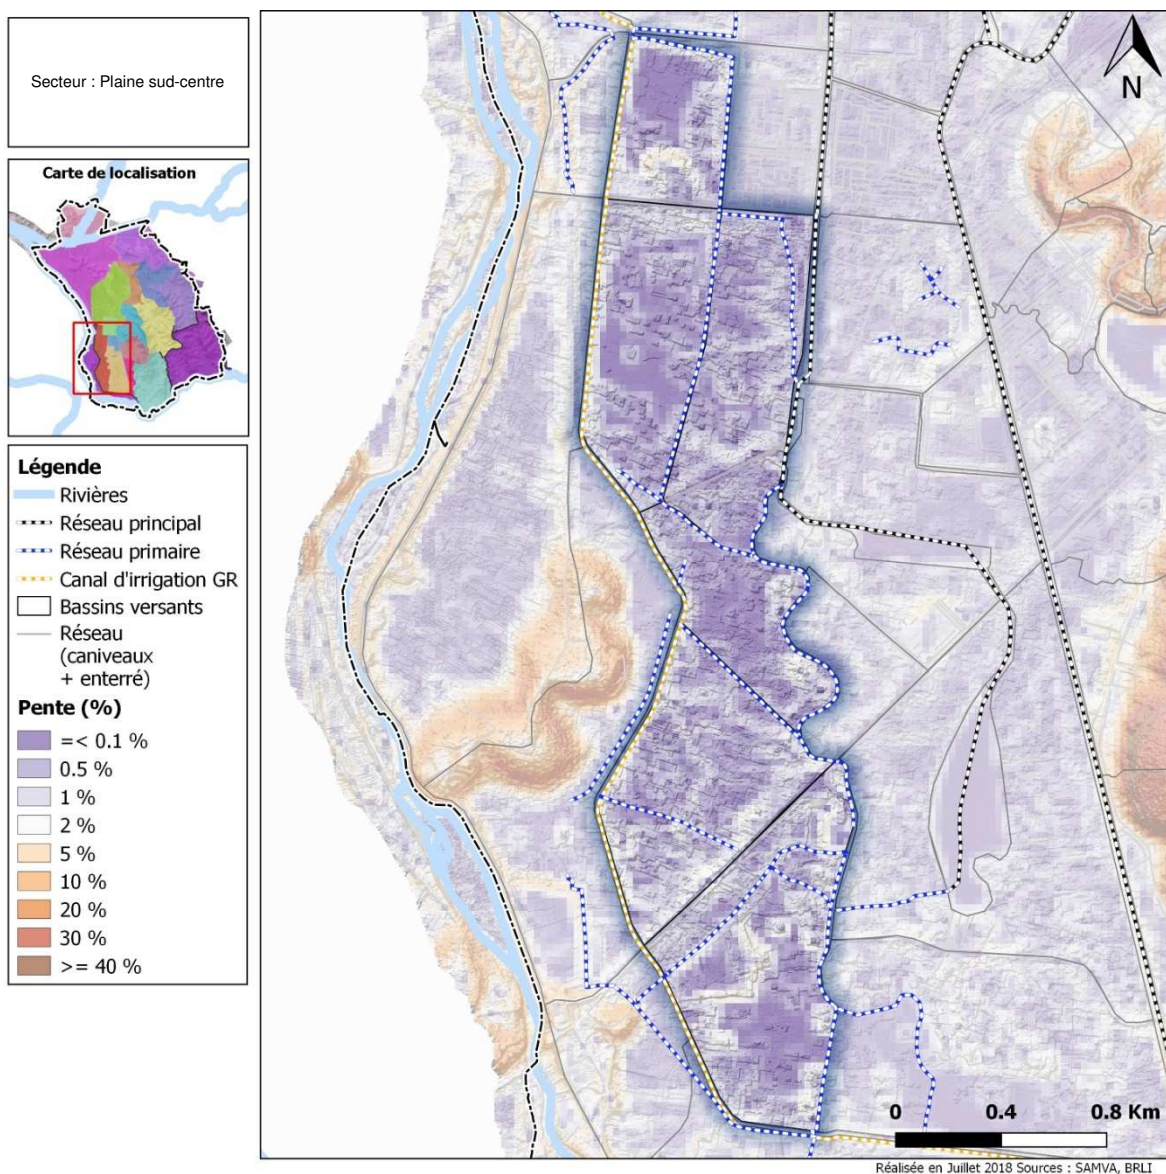 Secteur : Plaine sud-centre
Carte de localisation
Légende
Rivières
Réseau principal
Réseau primaire
Canal d'irrigation GR
Bassins versants
Réseau
(caniveaux
+ enterré)
Pente (%)
=< 0.1 %
0.5 %
1 %
2 %
5 %
10 %
20 %
30 %
>= 40 %
N
0 0.4 0.8 Km
Réalisée en Juillet 2018 Sources : SAMVA, BRLI